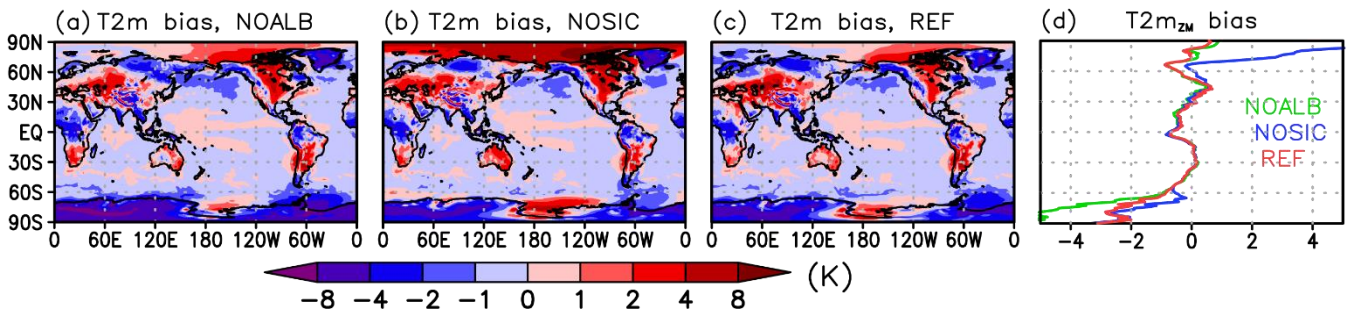 (a) T2m bias, NOALB
(b) T2m bias, NOSIC
(c) T2m bias, REF
(d) T2m_ZM bias
90N
60N
30N
EQ
30S
60S
90S
0 60E 120E 180 120W 60W 0
0 60E 120E 180 120W 60W 0
0 60E 120E 180 120W 60W 0
NOALB
NOSIC
REF
−4 −2 0 2 4
−8 −4 −2 −1 0 1 2 4 8
(K)